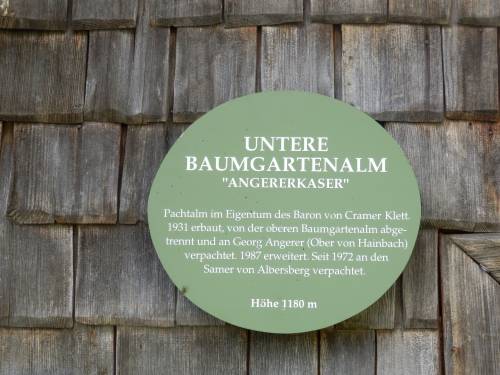 UNTERE
BAUMGARTENALM
"ANGERERKASER"
Pachtalm im Eigentum des Baron von Cramer Klett.
1931 erbaut, von der oberen Baumgartenalm abge-
trennt und an Georg Angerer (Ober von Hainbach)
verpachtet. 1987 erweitert. Seit 1972 an den
Samer von Albersberg verpachtet.
Höhe 1180 m